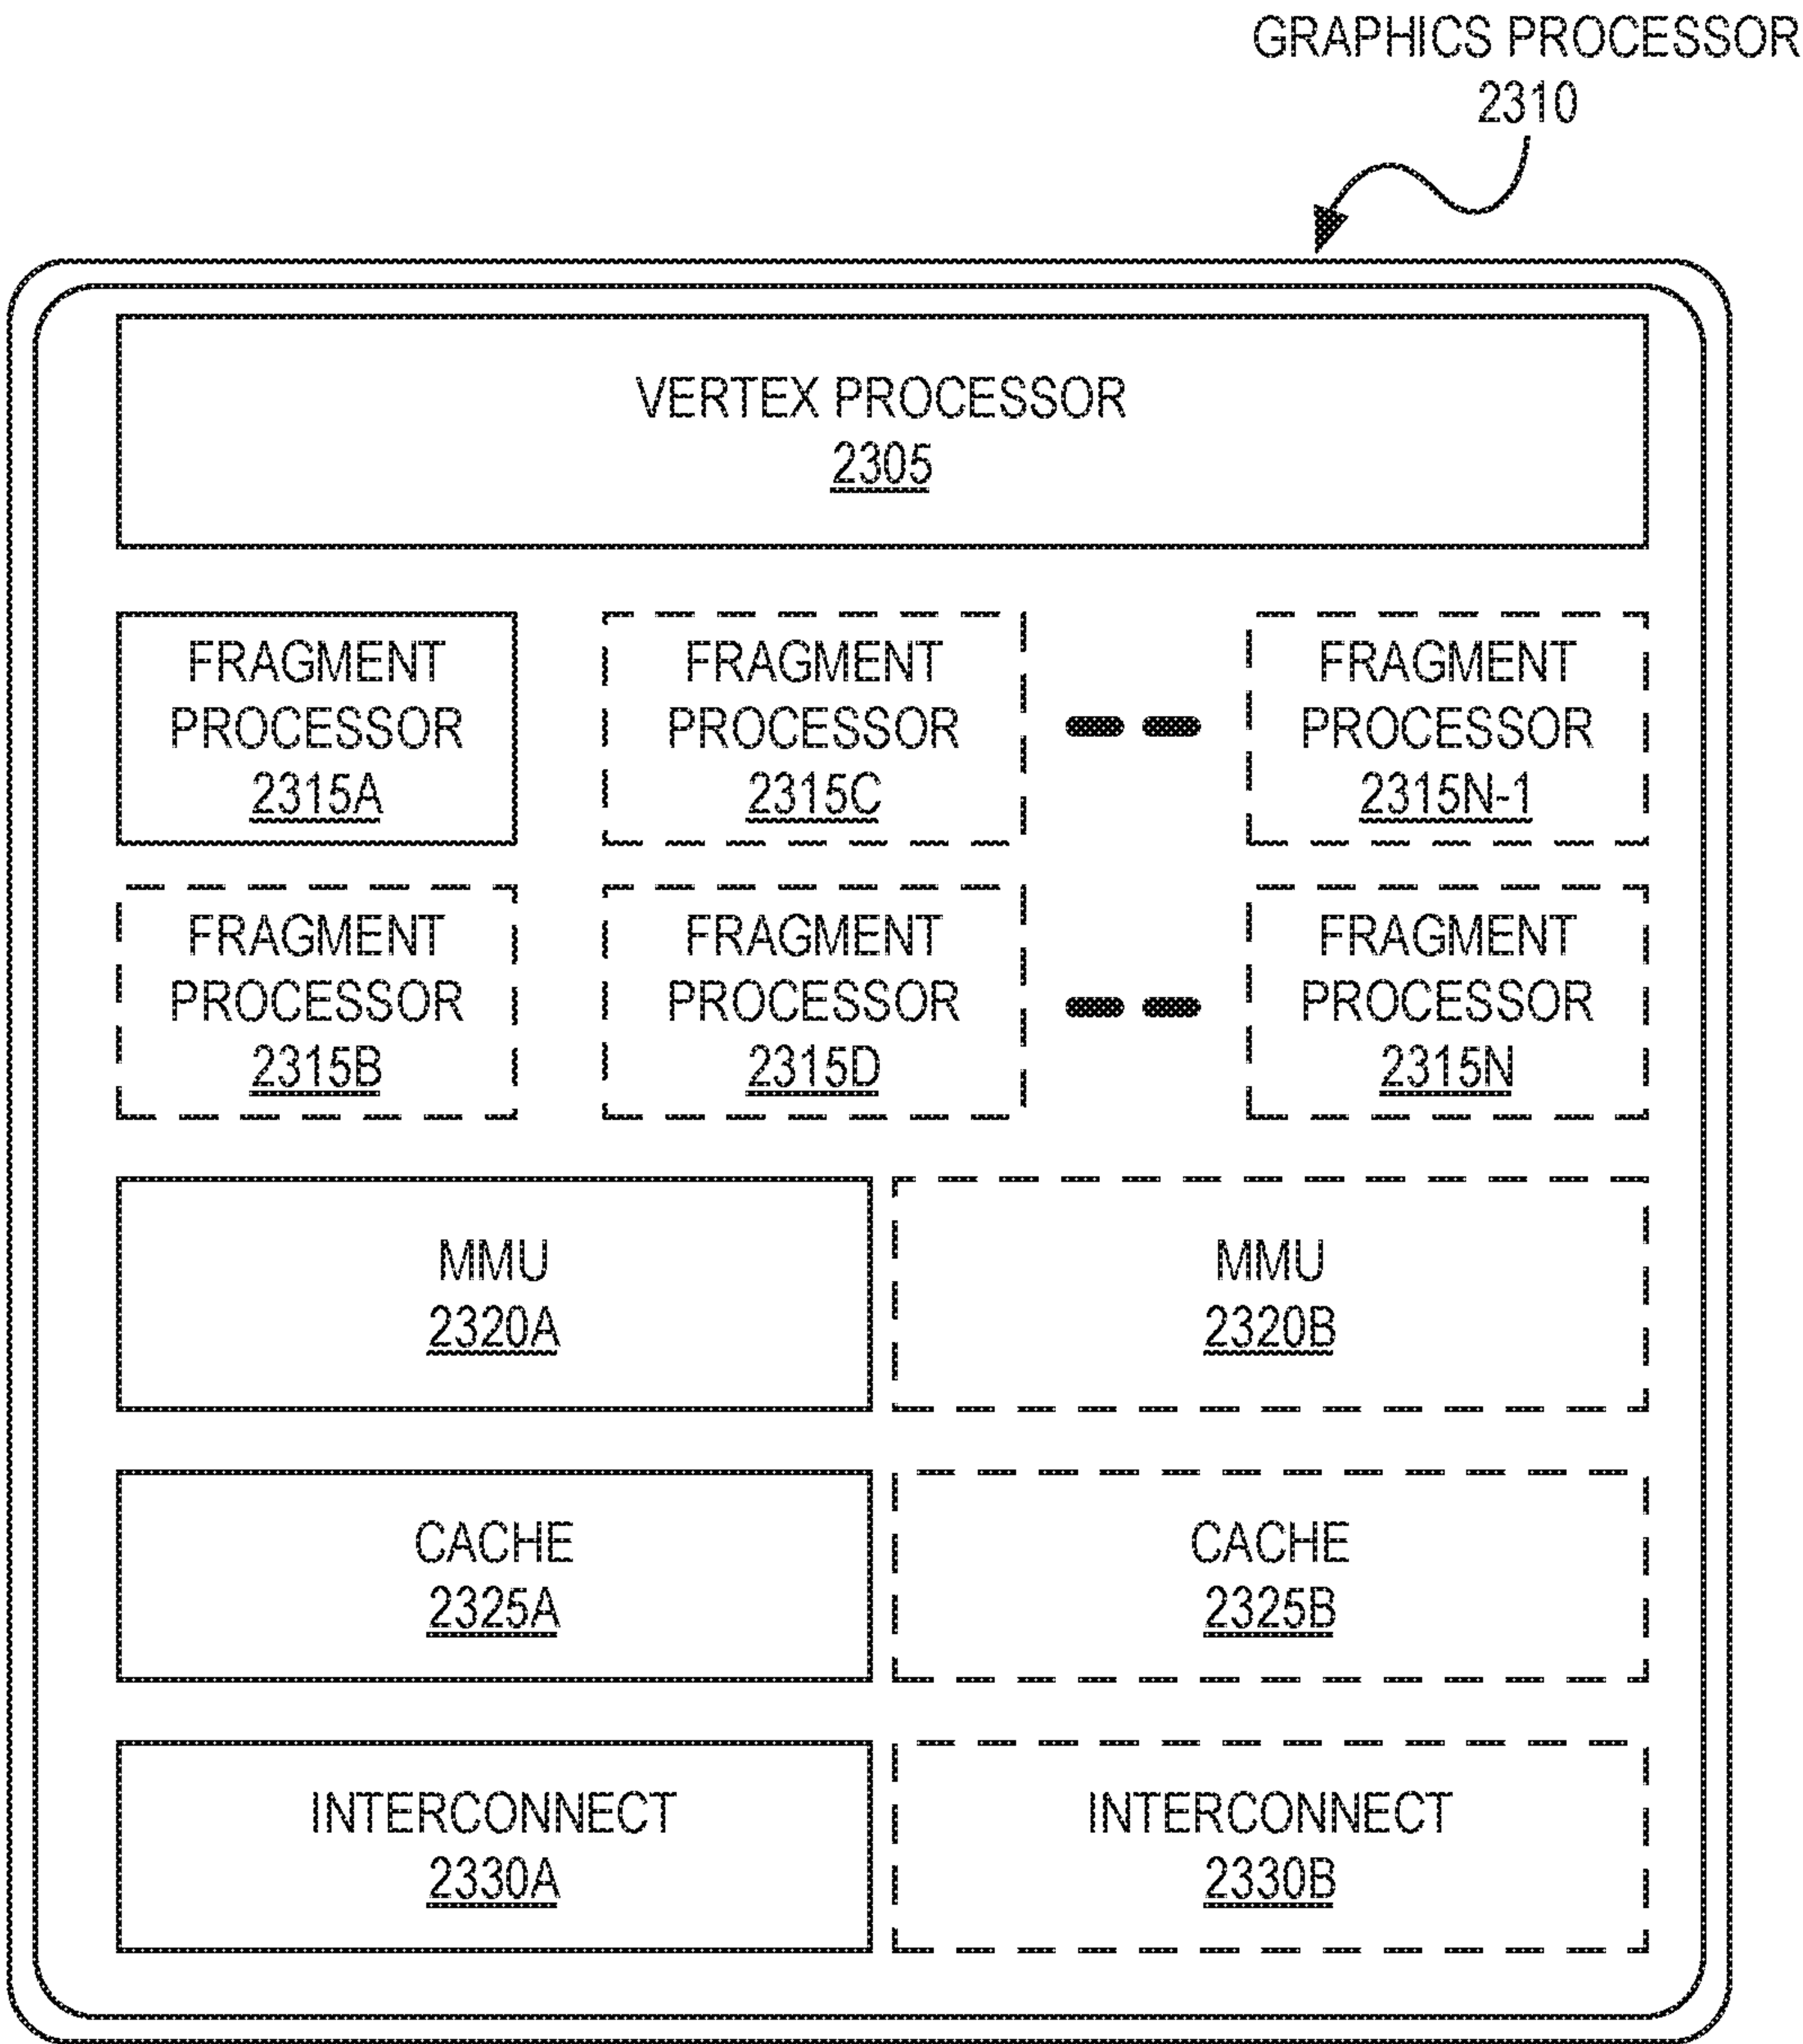 GRAPHICS PROCESSOR
2310
VERTEX PROCESSOR
2305
FRAGMENT
PROCESSOR
2315A
FRAGMENT
PROCESSOR
2315C
FRAGMENT
PROCESSOR
2315N-1
FRAGMENT
PROCESSOR
2315B
FRAGMENT
PROCESSOR
2315D
FRAGMENT
PROCESSOR
2315N
MMU
2320A
MMU
2320B
CACHE
2325A
CACHE
2325B
INTERCONNECT
2330A
INTERCONNECT
2330B